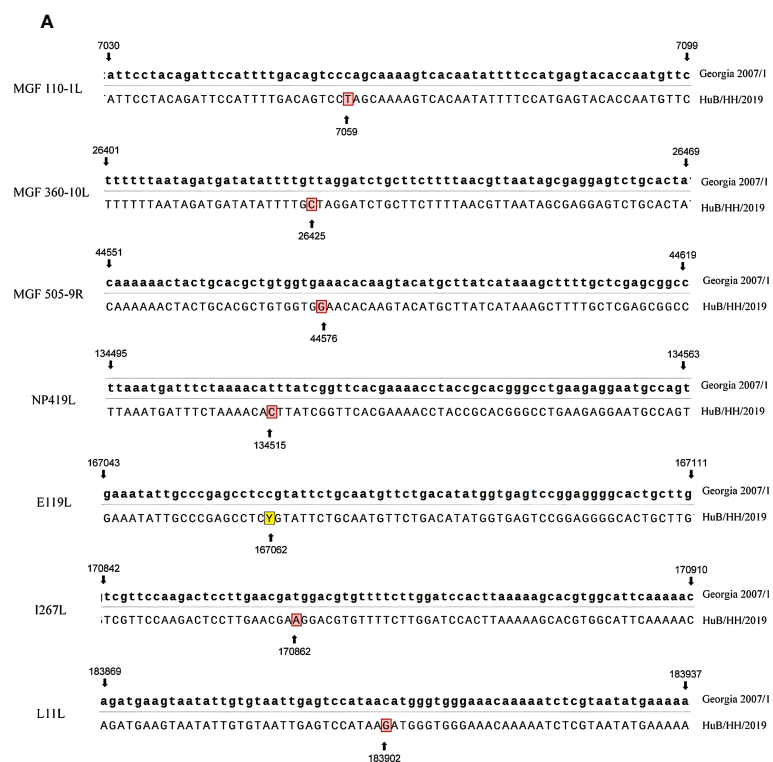 A
7030 7099
attcctacagattccattttgacagtcccagcaaaagtcacaatattttccatgagtacaccaatgttc Georgia 2007/1
MGF 110-1L
ATTCCTACAGATTCCATTTTGACAGTCCTAGCAAAAGTCACAATATTTTCCATGAGTACACCAATGTTC HuB/HH/2019
7059
26401 26469
ttttttaatagatgatatattttgttaggatctgcttcttttaacgttaatagcgaggagtctgcacta Georgia 2007/1
MGF 360-10L
TTTTTTAATAGATGATATATTTTGCTAGGATCTGCTTCTTTTAACGTTAATAGCGAGGAGTCTGCACTA HuB/HH/2019
26425
44551 44619
caaaaaactactgcacgctgtggtgaaacacaagtacatgcttatcataaagcttttgctcgagcggcc Georgia 2007/1
MGF 505-9R
CAAAAAACTACTGCACGCTGTGGTGGAACACAAGTACATGCTTATCATAAAGCTTTTGCTCGAGCGGCC HuB/HH/2019
44576
134495 134563
ttaaatgatttctaaaacatttatcggttcacgaaaacctaccgcacgggcctgaagaggaatgccagt Georgia 2007/1
NP419L
TTAAATGATTTCTAAAACACTTATCGGTTCACGAAAACCTACCGCACGGGCCTGAAGAGGAATGCCAGT HuB/HH/2019
134515
167043 167111
gaaatattgcccgagcctccgtattctgcaatgttctgacatatggtgagtccggaggggcactgcttg Georgia 2007/1
E119L
GAAATATTGCCCGAGCCTCYGTATTCTGCAATGTTCTGACATATGGTGAGTCCGGAGGGGCACTGCTTG HuB/HH/2019
167062
170842 170910
tcgttccaagactccttgaacgatggacgtgttttcttggatccacttaaaaagcacgtggcattcaaaaac Georgia 2007/1
I267L
TCGTTCCAAGACTCCTTGAACGAAGGACGTGTTTTCTTGGATCCACTTAAAAAGCACGTGGCATTCAAAAAC HuB/HH/2019
170862
183869 183937
agatgaagtaatattgtgtaattgagtccataacatgggtgggaaacaaaaatctcgtaatatgaaaaa Georgia 2007/1
L11L
AGATGAAGTAATATTGTGTAATTGAGTCCATAAGATGGGTGGGAAACAAAAATCTCGTAATATGAAAAA HuB/HH/2019
183902